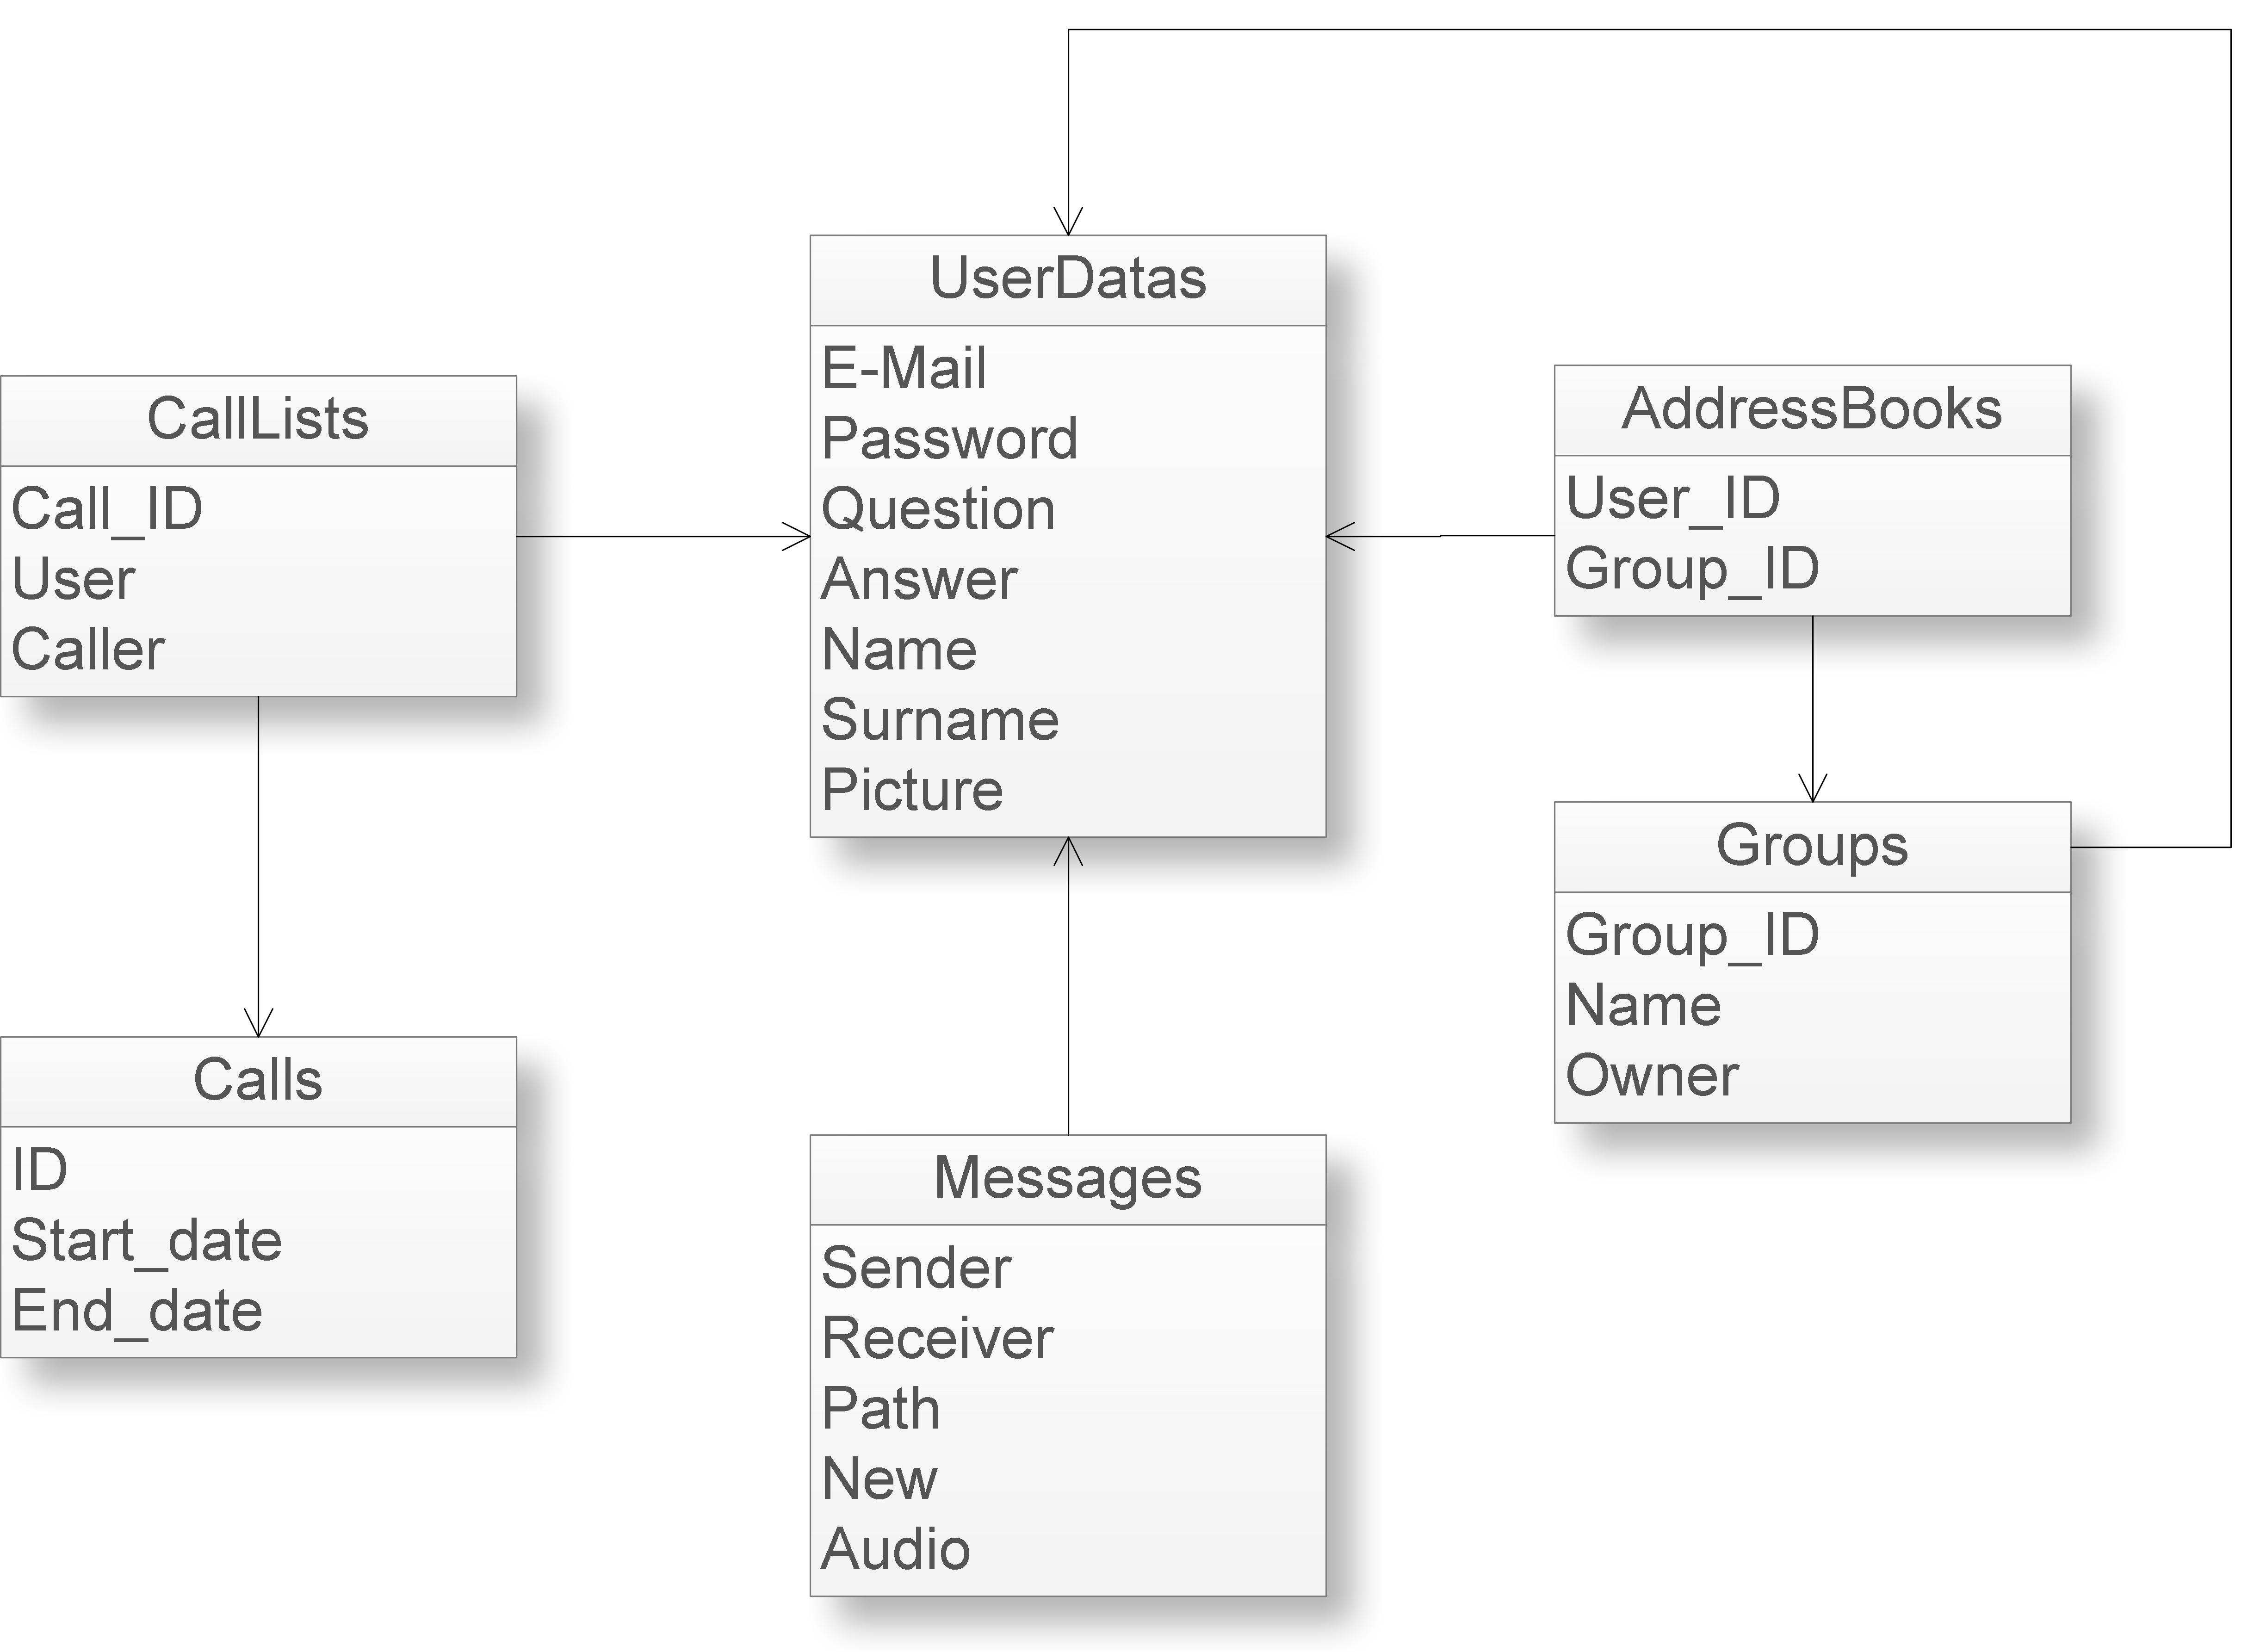 UserDatas
E-Mail
Password
Question
Answer
Name
Surname
Picture
CallLists
Call_ID
User
Caller
AddressBooks
User_ID
Group_ID
Groups
Group_ID
Name
Owner
Calls
ID
Start_date
End_date
Messages
Sender
Receiver
Path
New
Audio